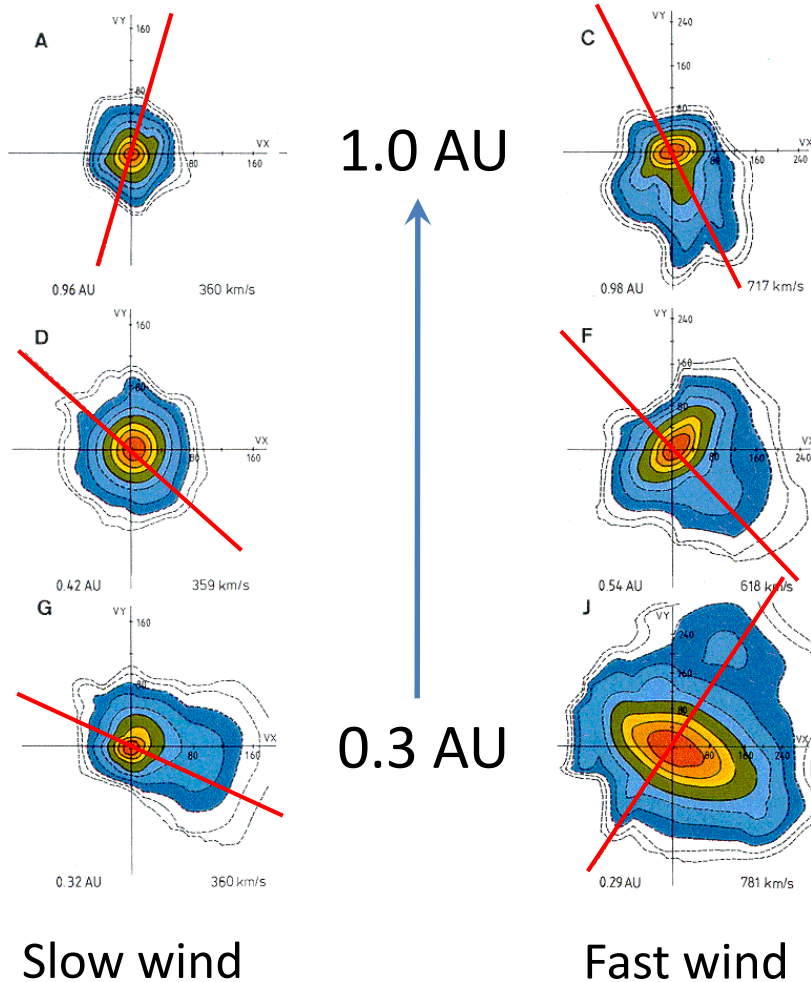 A
VY
160
80
VX
80
160
0.96 AU
360 km/s
1.0 AU
C
VY
240
160
80
VX
80
160
240
0.98 AU
717 km/s
D
VY
160
80
VX
80
160
0.42 AU
359 km/s
F
VY
240
160
80
VX
80
160
240
0.54 AU
618 km/s
G
VY
160
80
VX
80
160
0.32 AU
360 km/s
0.3 AU
J
VY
240
160
80
VX
80
160
240
0.29 AU
781 km/s
Slow wind
Fast wind